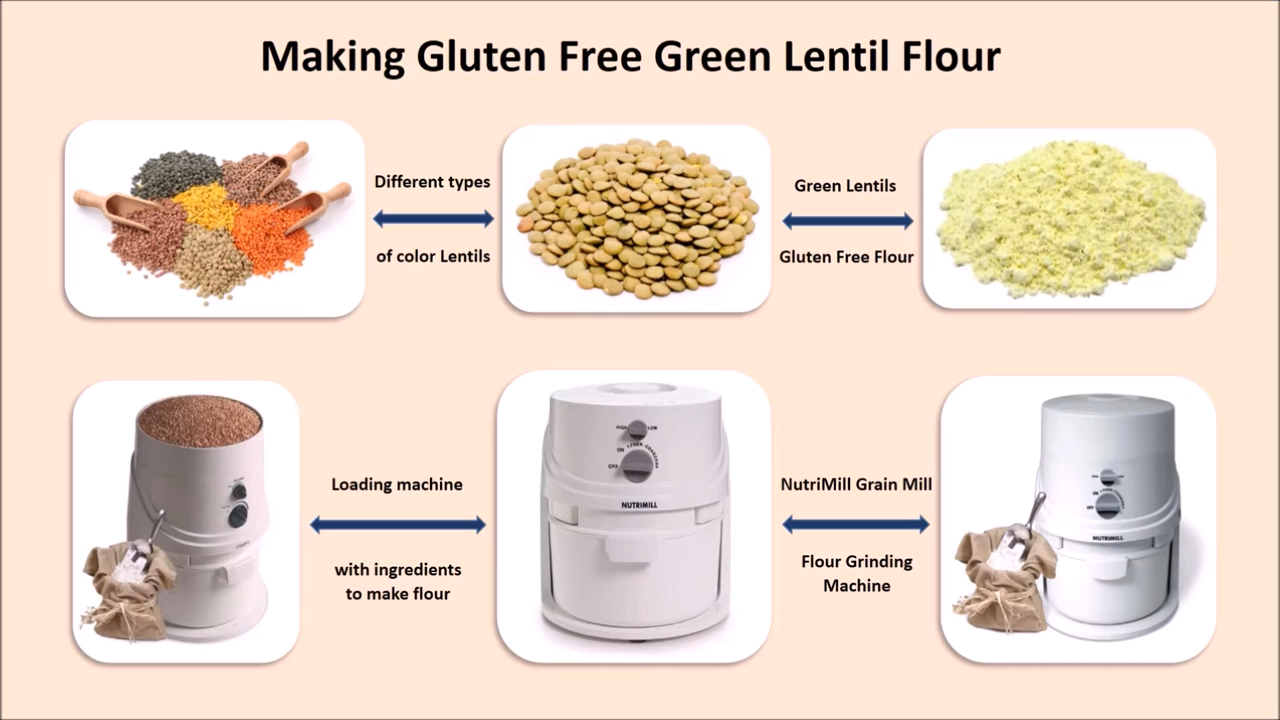 Making Gluten Free Green Lentil Flour
Different types
of color Lentils
Green Lentils
Gluten Free Flour
Loading machine
with ingredients
to make flour
HIGH LOW
ON
OFF
NUTRIMILL
NutriMill Grain Mill
Flour Grinding
Machine
OFF
NUTRIMILL